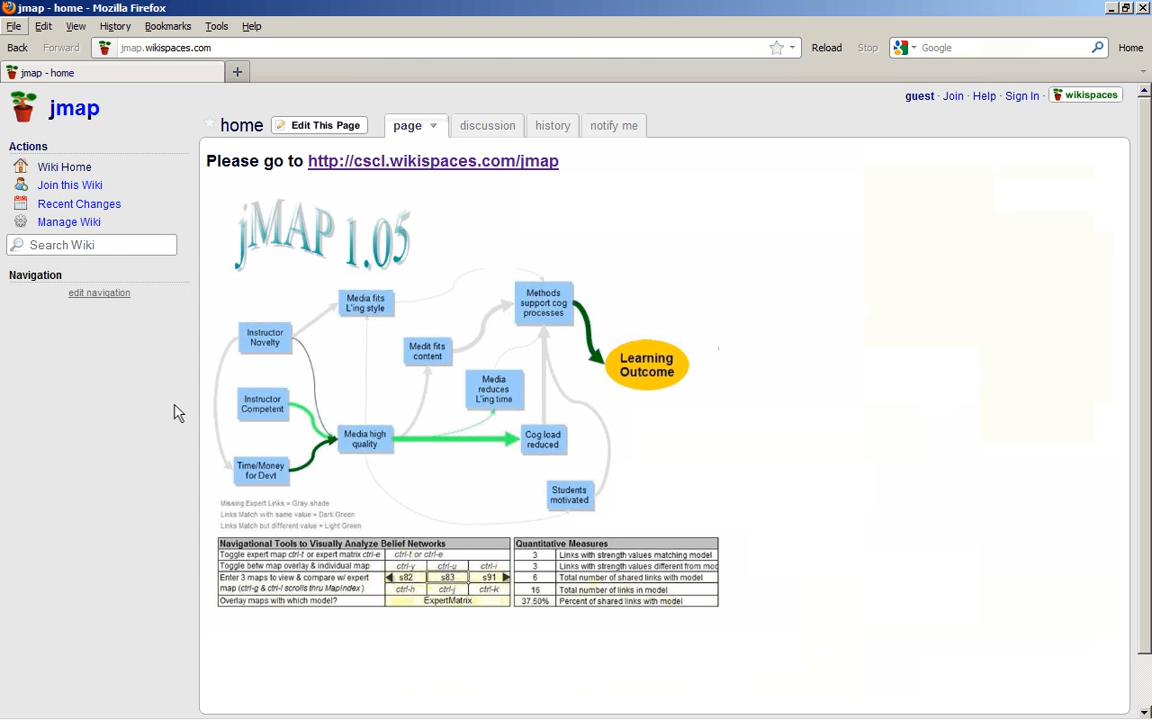 jmap - home - Mozilla Firefox
File Edit View History Bookmarks Tools Help
Back Forward jmap.wikispaces.com Google Reload Stop Home
jmap - home
jmap
guest · Join · Help · Sign In · wikispaces
home Edit This Page page discussion history notify me
Actions
Wiki Home
Join this Wiki
Recent Changes
Manage Wiki
Search Wiki
Navigation
edit navigation
Please go to http://cscl.wikispaces.com/jmap
jMAP 1.05
Media fits
L'ing style
Methods
support cog
processes
Instructor
Novelty
Medit fits
content
Learning
Outcome
Media
reduces
L'ing time
Instructor
Competent
Media high
quality
Cog load
reduced
Time/Money
for Devt
Students
motivated
Missing Expert Links = Gray shade
Links Match with same value = Dark Green
Links Match but different value = Light Green
Navigational Tools to Visually Analyze Belief Networks
Toggle expert map ctrl-t or expert matrix ctrl-e ctrl-t or ctrl-e
Toggle betw map overlay & individual map ctrl-y ctrl-u ctrl-i
Enter 3 maps to view & compare w/ expert s82 s83 s91
map (ctrl-g & ctrl-l scrolls thru MapIndex ) ctrl-h ctrl-j ctrl-k
Overlay maps with which model? ExpertMatrix
Quantitative Measures
3 Links with strength values matching model
3 Links with strength values different from mod
6 Total number of shared links with model
16 Total number of links in model
37.50% Percent of shared links with model